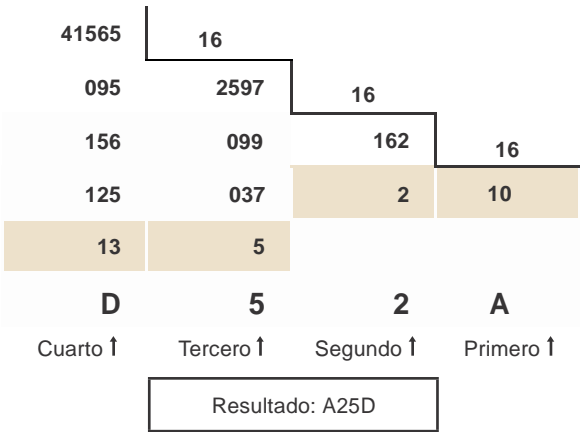 41565 16
095 2597 16
156 099 162 16
125 037 2 10
13 5
D 5 2 A
Cuarto ↑ Tercero ↑ Segundo ↑ Primero ↑
Resultado: A25D